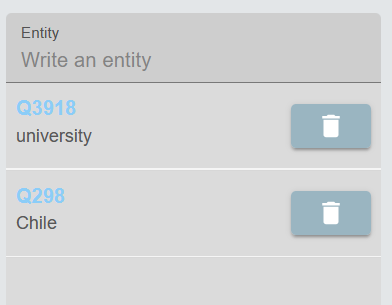 Entity
Write an entity
Q3918
university
Q298
Chile